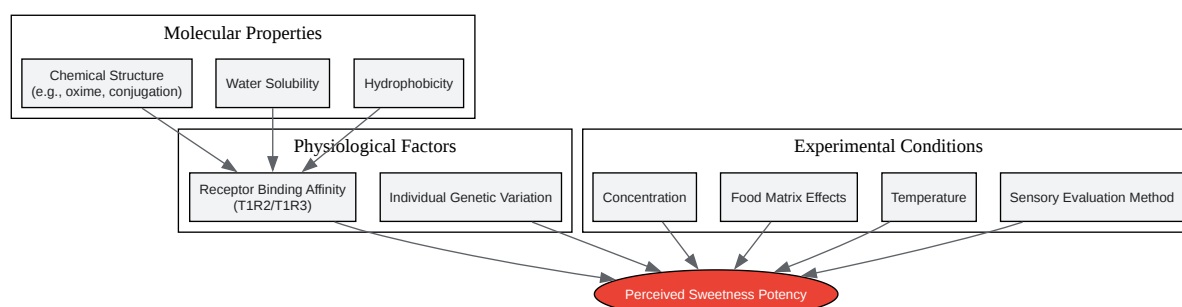 Molecular Properties
Chemical Structure
(e.g., oxime, conjugation)
Water Solubility
Hydrophobicity
Physiological Factors
Receptor Binding Affinity
(T1R2/T1R3)
Individual Genetic Variation
Experimental Conditions
Concentration
Food Matrix Effects
Temperature
Sensory Evaluation Method
Perceived Sweetness Potency